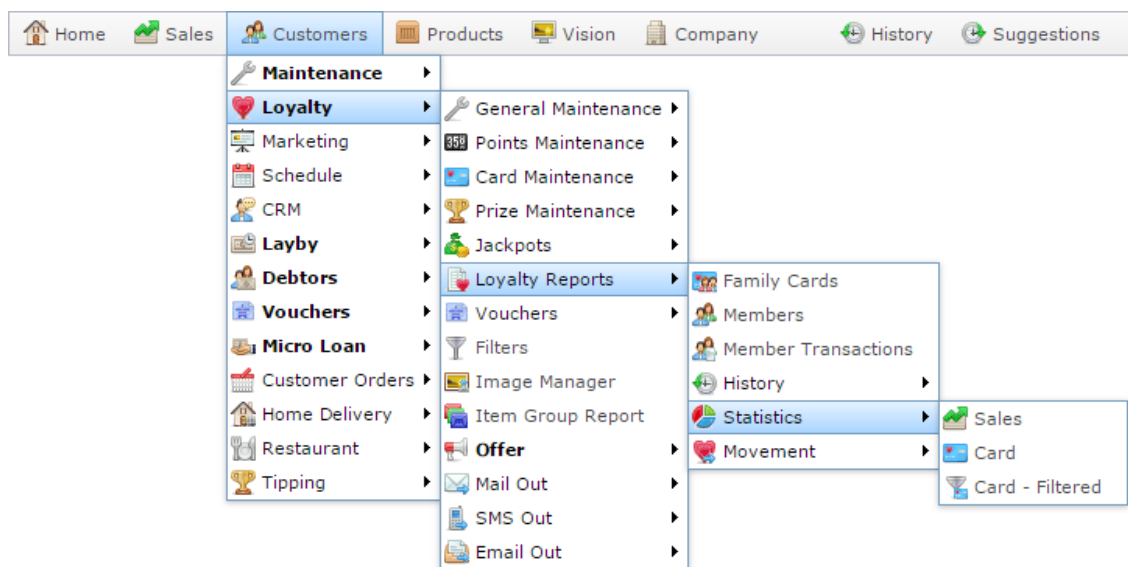 Home Sales Customers Products Vision Company History Suggestions
Maintenance
Loyalty
Marketing
Schedule
CRM
Layby
Debtors
Vouchers
Micro Loan
Customer Orders
Home Delivery
Restaurant
Tipping
General Maintenance
Points Maintenance
Card Maintenance
Prize Maintenance
Jackpots
Loyalty Reports
Vouchers
Filters
Image Manager
Item Group Report
Offer
Mail Out
SMS Out
Email Out
Family Cards
Members
Member Transactions
History
Statistics
Movement
Sales
Card
Card - Filtered